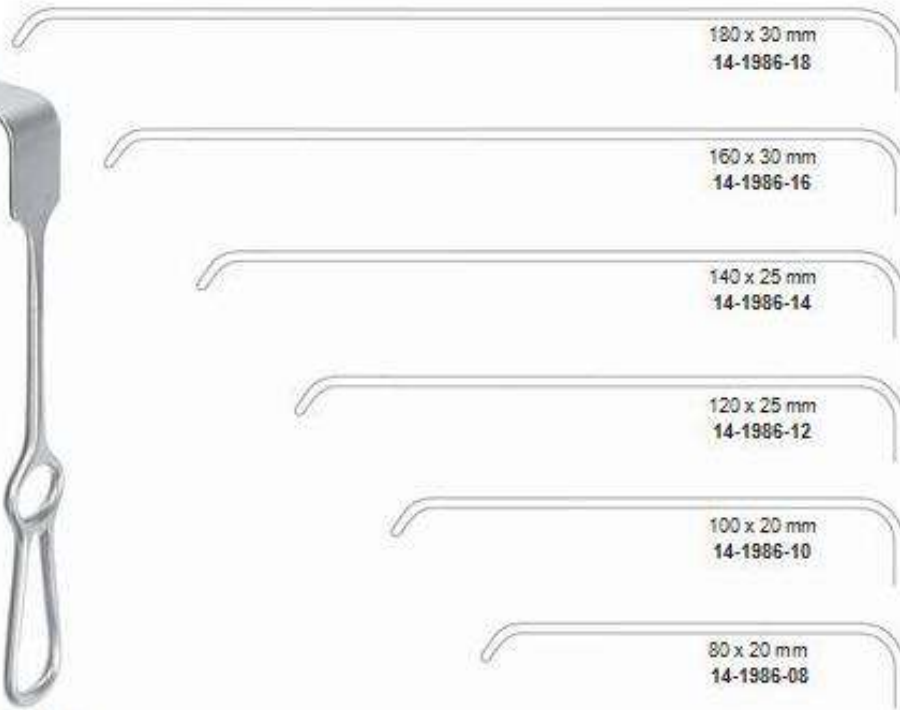 180 x 30 mm
14-1986-18
160 x 30 mm
14-1986-16
140 x 25 mm
14-1986-14
120 x 25 mm
14-1986-12
100 x 20 mm
14-1986-10
80 x 20 mm
14-1986-08